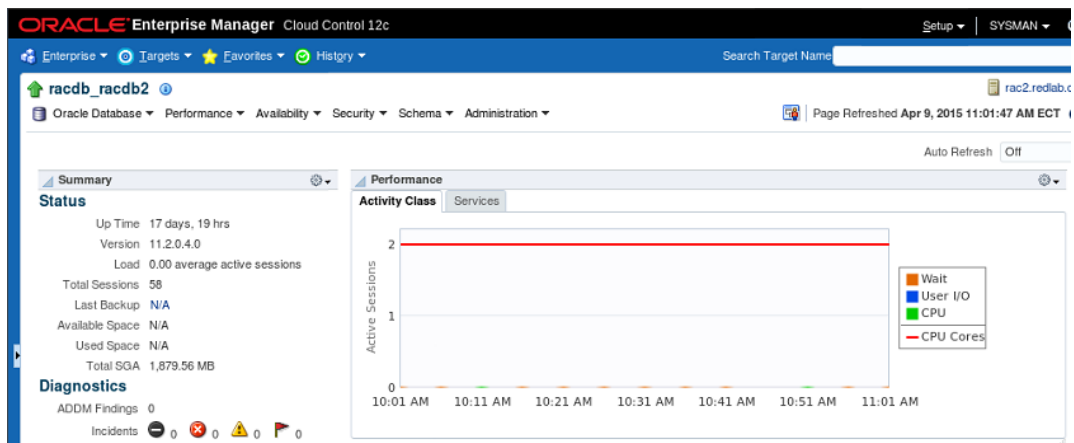 ORACLE Enterprise Manager Cloud Control 12c
Setup SYSMAN
Enterprise Targets Favorites History Search Target Name
racdb_racdb2 rac2.redlab.c
Oracle Database Performance Availability Security Schema Administration Page Refreshed Apr 9, 2015 11:01:47 AM ECT
Auto Refresh Off
Summary
Status
Up Time 17 days, 19 hrs
Version 11.2.0.4.0
Load 0.00 average active sessions
Total Sessions 58
Last Backup N/A
Available Space N/A
Used Space N/A
Total SGA 1,879.56 MB
Diagnostics
ADDM Findings 0
Incidents 0 0 0 0
Performance
Activity Class Services
Active Sessions
2
1
0
10:01 AM 10:11 AM 10:21 AM 10:31 AM 10:41 AM 10:51 AM 11:01 AM
Wait
User I/O
CPU
CPU Cores